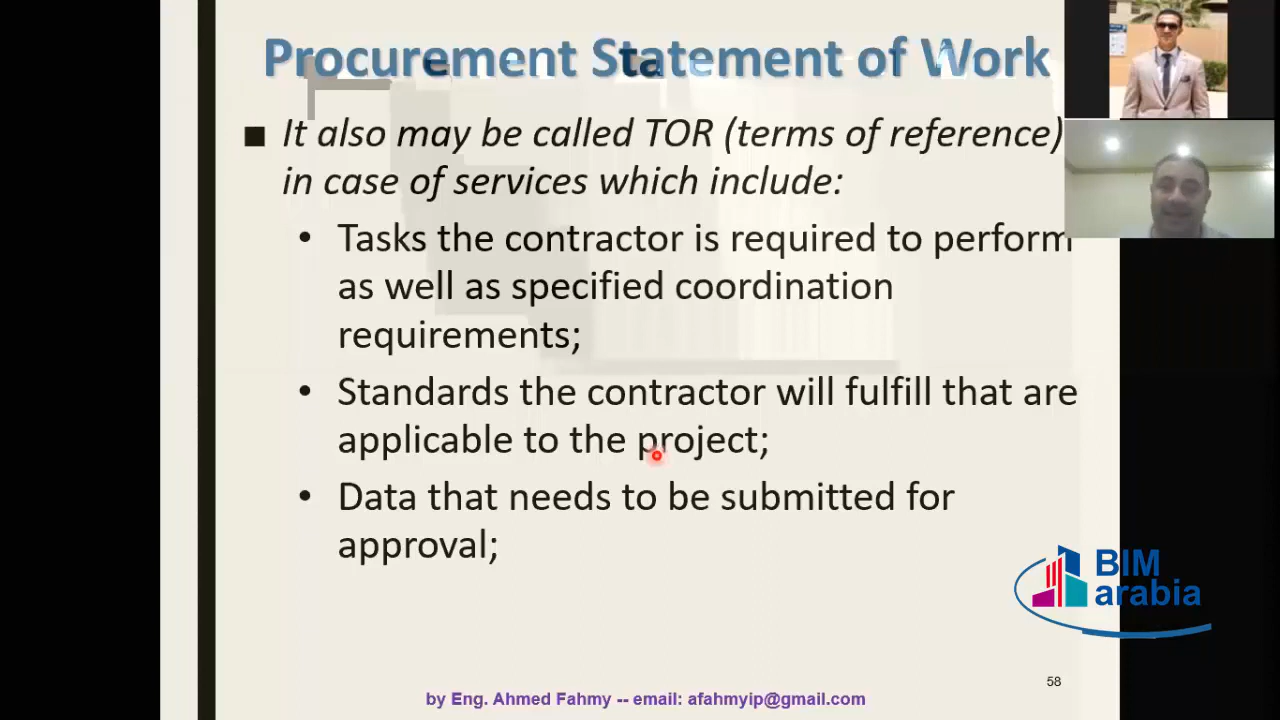 Procurement Statement of Work
■ It also may be called TOR (terms of reference)
in case of services which include:
• Tasks the contractor is required to perform
as well as specified coordination
requirements;
• Standards the contractor will fulfill that are
applicable to the project;
• Data that needs to be submitted for
approval;
BIM
arabia
58
by Eng. Ahmed Fahmy -- email: afahmyip@gmail.com